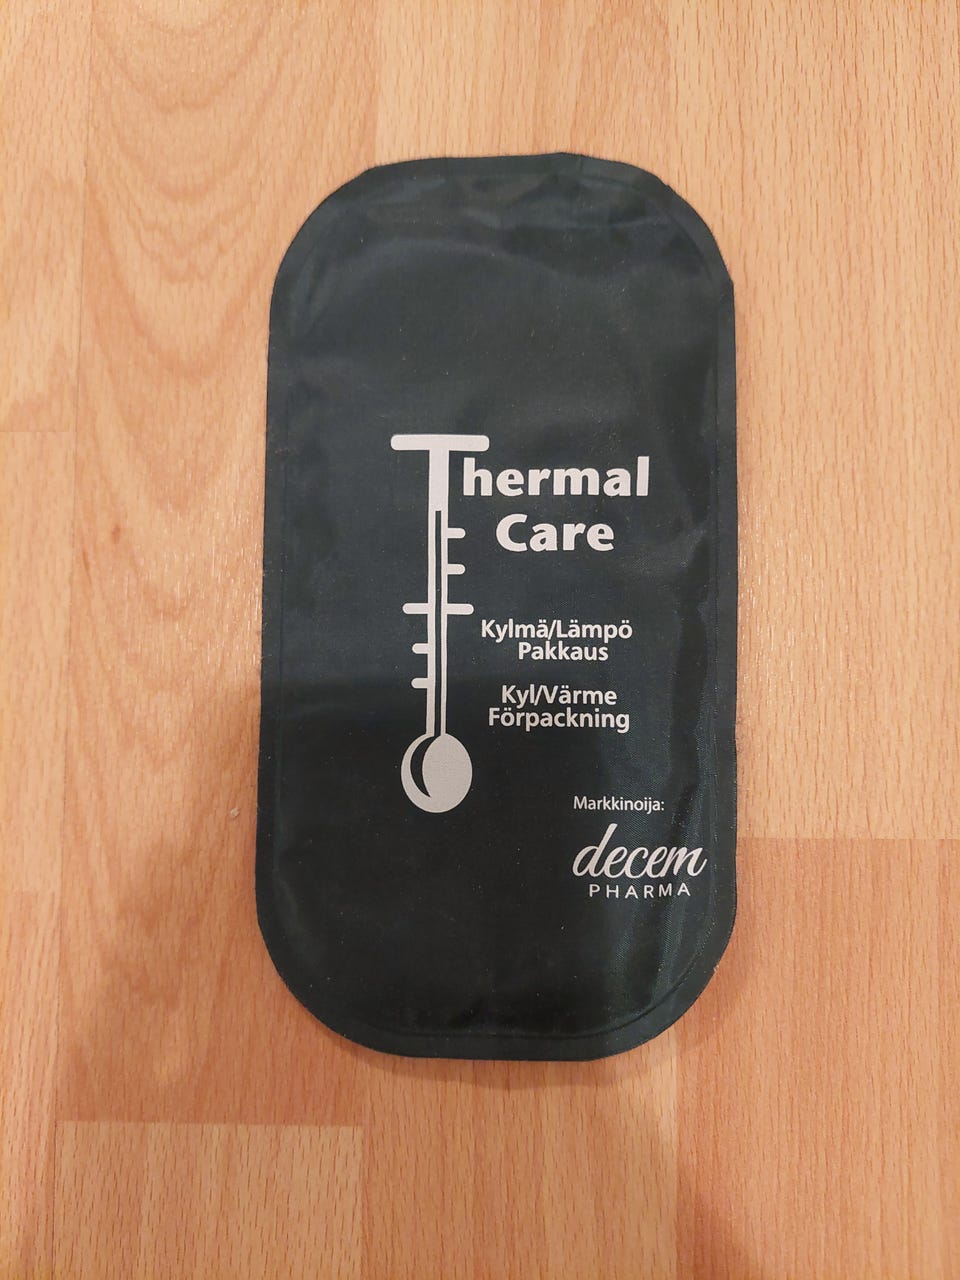 Thermal
Care
Kylmä/Lämpö
Pakkaus
Kyl/Värme
Förpackning
Markkinoija:
decem
PHARMA